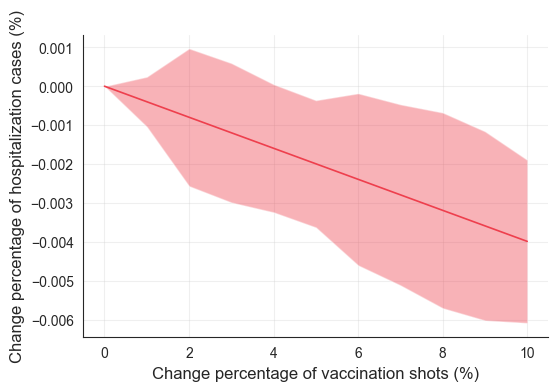 Change percentage of hospitalization cases (%)
0.001
0.000
−0.001
−0.002
−0.003
−0.004
−0.005
−0.006
0 2 4 6 8 10
Change percentage of vaccination shots (%)